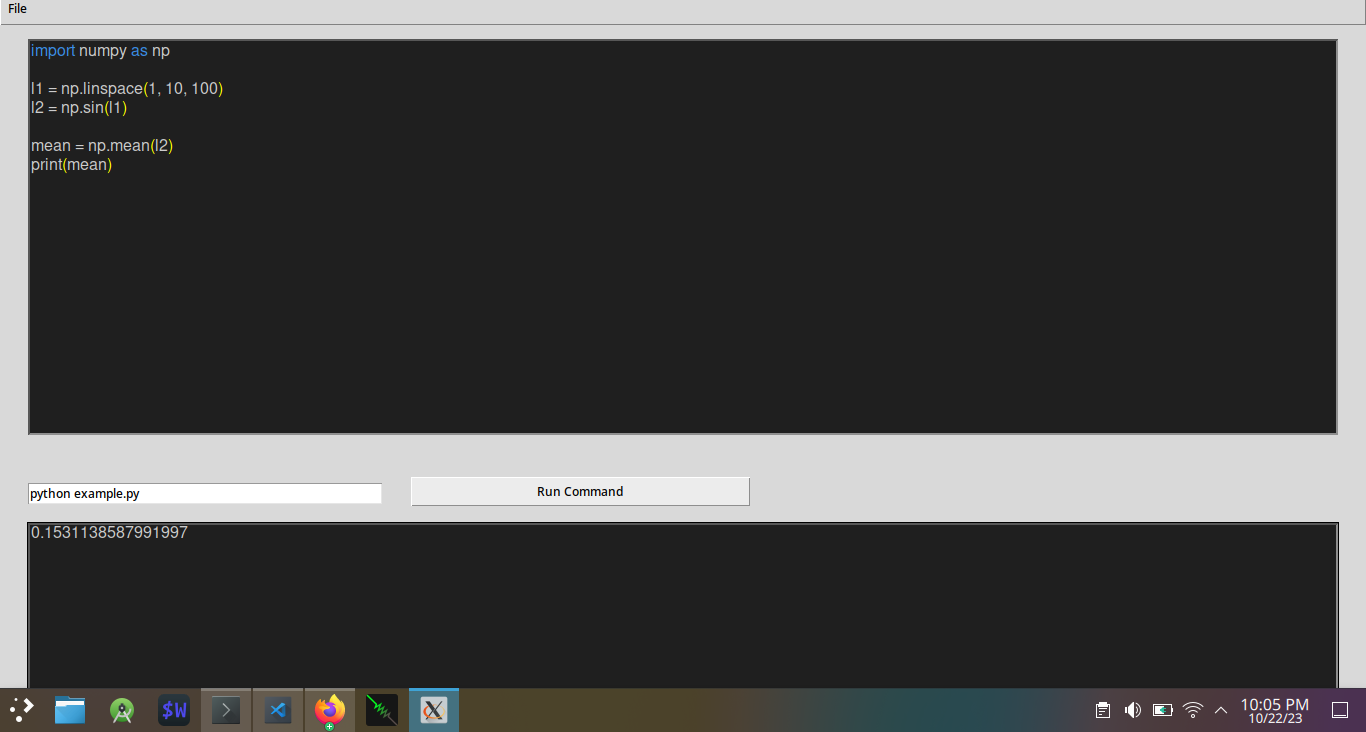 File
import numpy as np
l1 = np.linspace(1, 10, 100)
l2 = np.sin(l1)
mean = np.mean(l2)
print(mean)
python example.py
Run Command
0.1531138587991997
$W
10:05 PM
10/22/23